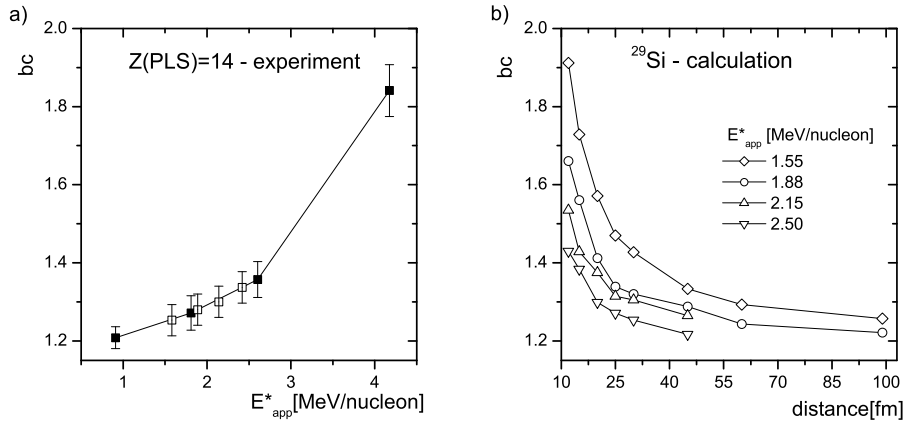 a)
bc
Z(PLS)=14 - experiment
2.0
1.8
1.6
1.4
1.2
1 2 3 4
E*app[MeV/nucleon]
b)
bc
29Si - calculation
2.0
1.8
1.6
1.4
1.2
E*app [MeV/nucleon]
1.55
1.88
2.15
2.50
10 25 40 55 70 85 100
distance[fm]